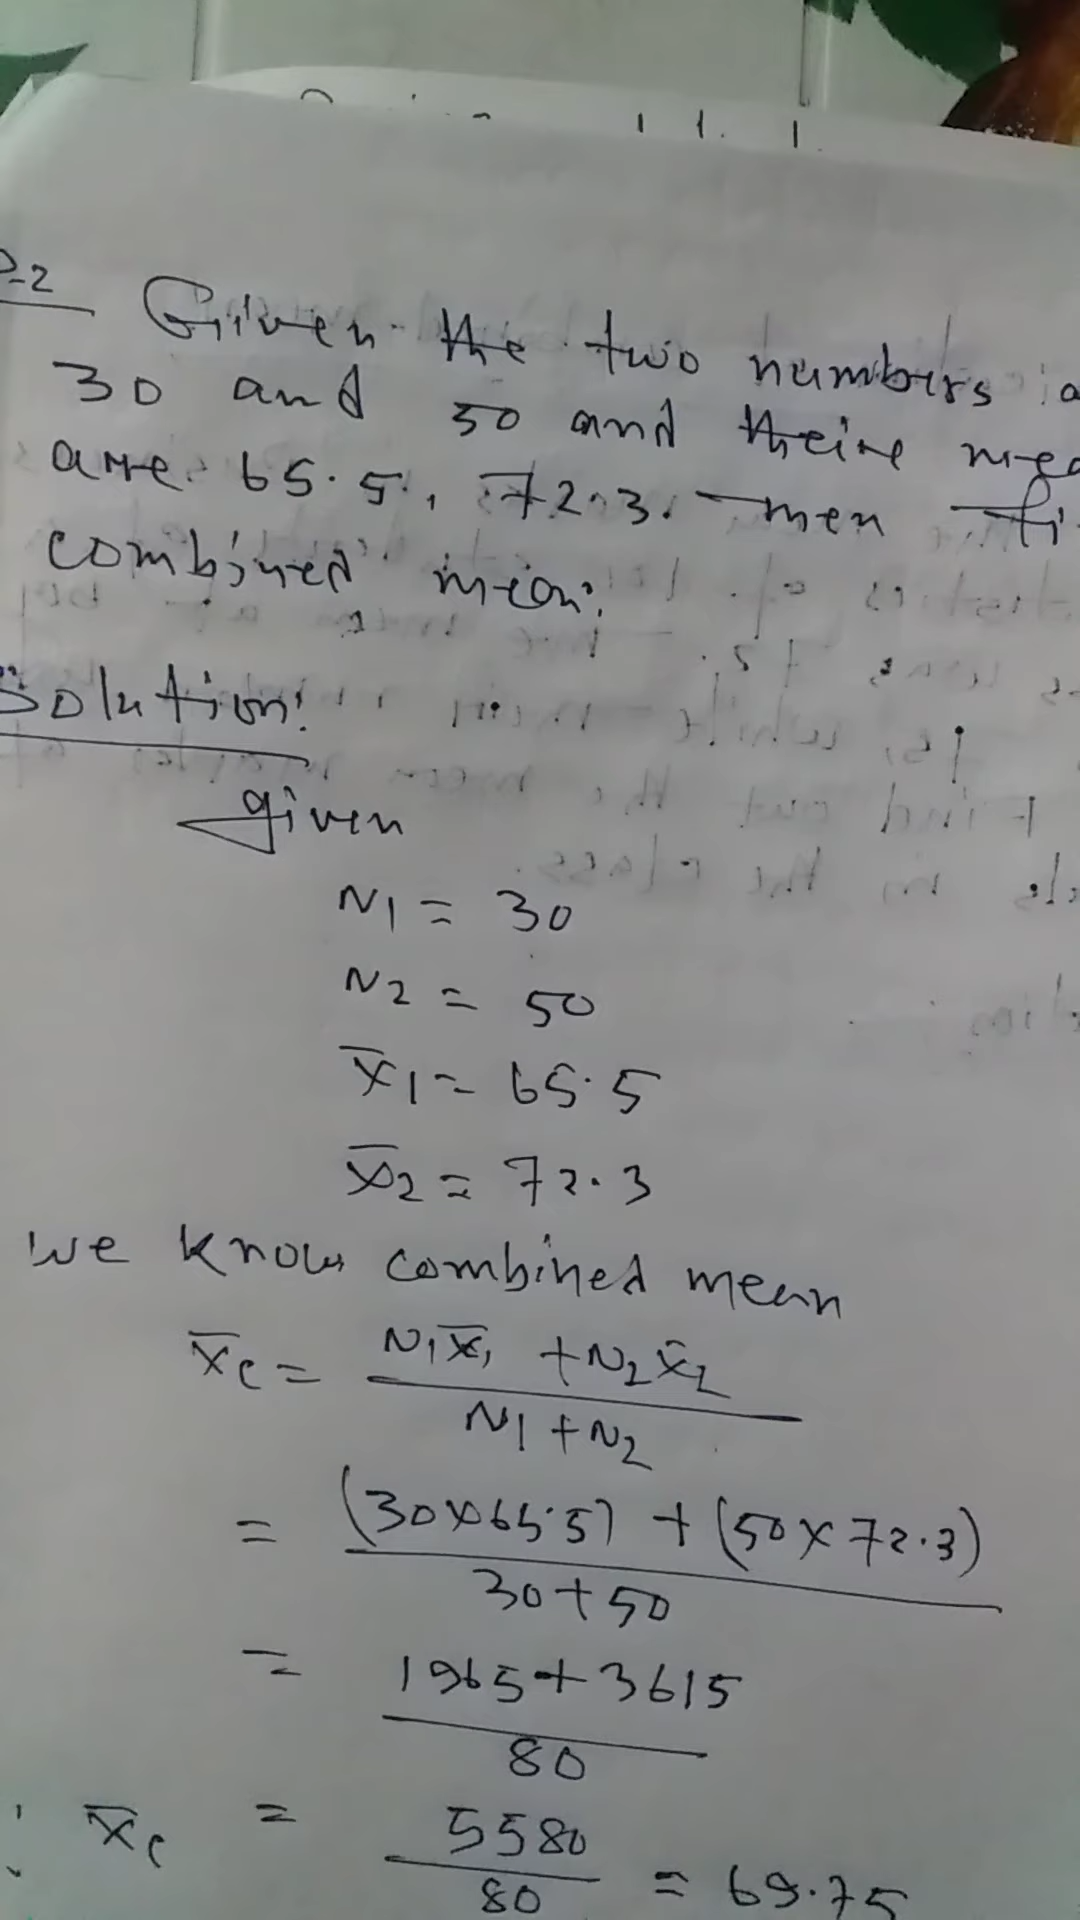 P-2 Given the two numbers
30 and 50 and theire
are 65.5, 72.3. Then
combined mean.
Solution:
given
N1 = 30
N2 = 50
x̄1 = 65.5
x̄2 = 72.3
we know combined mean
x̄c = N1x̄1 + N2x̄2
N1 + N2
= (30×65.5) + (50×72.3)
30+50
= 1965+3615
80
∴ x̄c = 5580
80 = 69.75